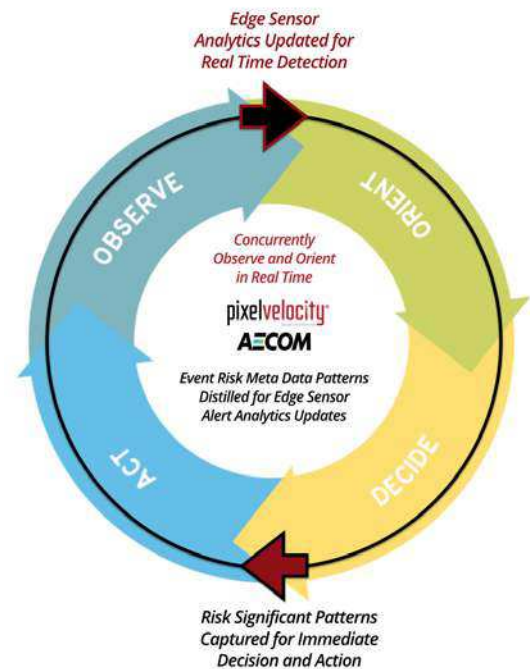 Edge Sensor
Analytics Updated for
Real Time Detection
OBSERVE
ORIENT
Concurrently
Observe and Orient
in Real Time
pixelvelocity
AECOM
Event Risk Meta Data Patterns
Distilled for Edge Sensor
Alert Analytics Updates
ACT
DECIDE
Risk Significant Patterns
Captured for Immediate
Decision and Action